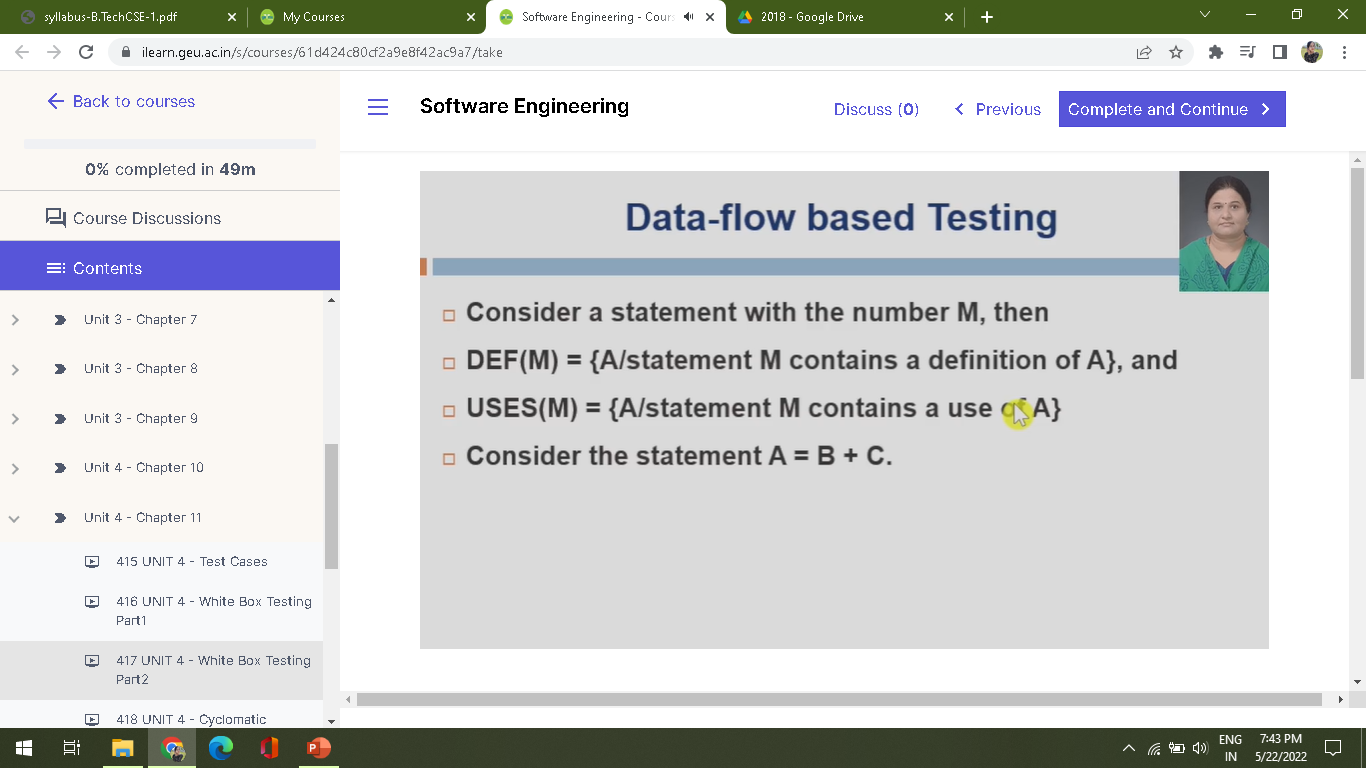 syllabus-B.TechCSE-1.pdf
My Courses
Software Engineering - Cours
2018 - Google Drive
ilearn.geu.ac.in/s/courses/61d424c80cf2a9e8f42ac9a7/take
Back to courses
0% completed in 49m
Course Discussions
Contents
Unit 3 - Chapter 7
Unit 3 - Chapter 8
Unit 3 - Chapter 9
Unit 4 - Chapter 10
Unit 4 - Chapter 11
415 UNIT 4 - Test Cases
416 UNIT 4 - White Box Testing
Part1
417 UNIT 4 - White Box Testing
Part2
418 UNIT 4 - Cyclomatic
Software Engineering
Discuss (0)
Previous
Complete and Continue
Data-flow based Testing
Consider a statement with the number M, then
DEF(M) = {A/statement M contains a definition of A}, and
USES(M) = {A/statement M contains a use of A}
Consider the statement A = B + C.
ENG
IN
7:43 PM
5/22/2022